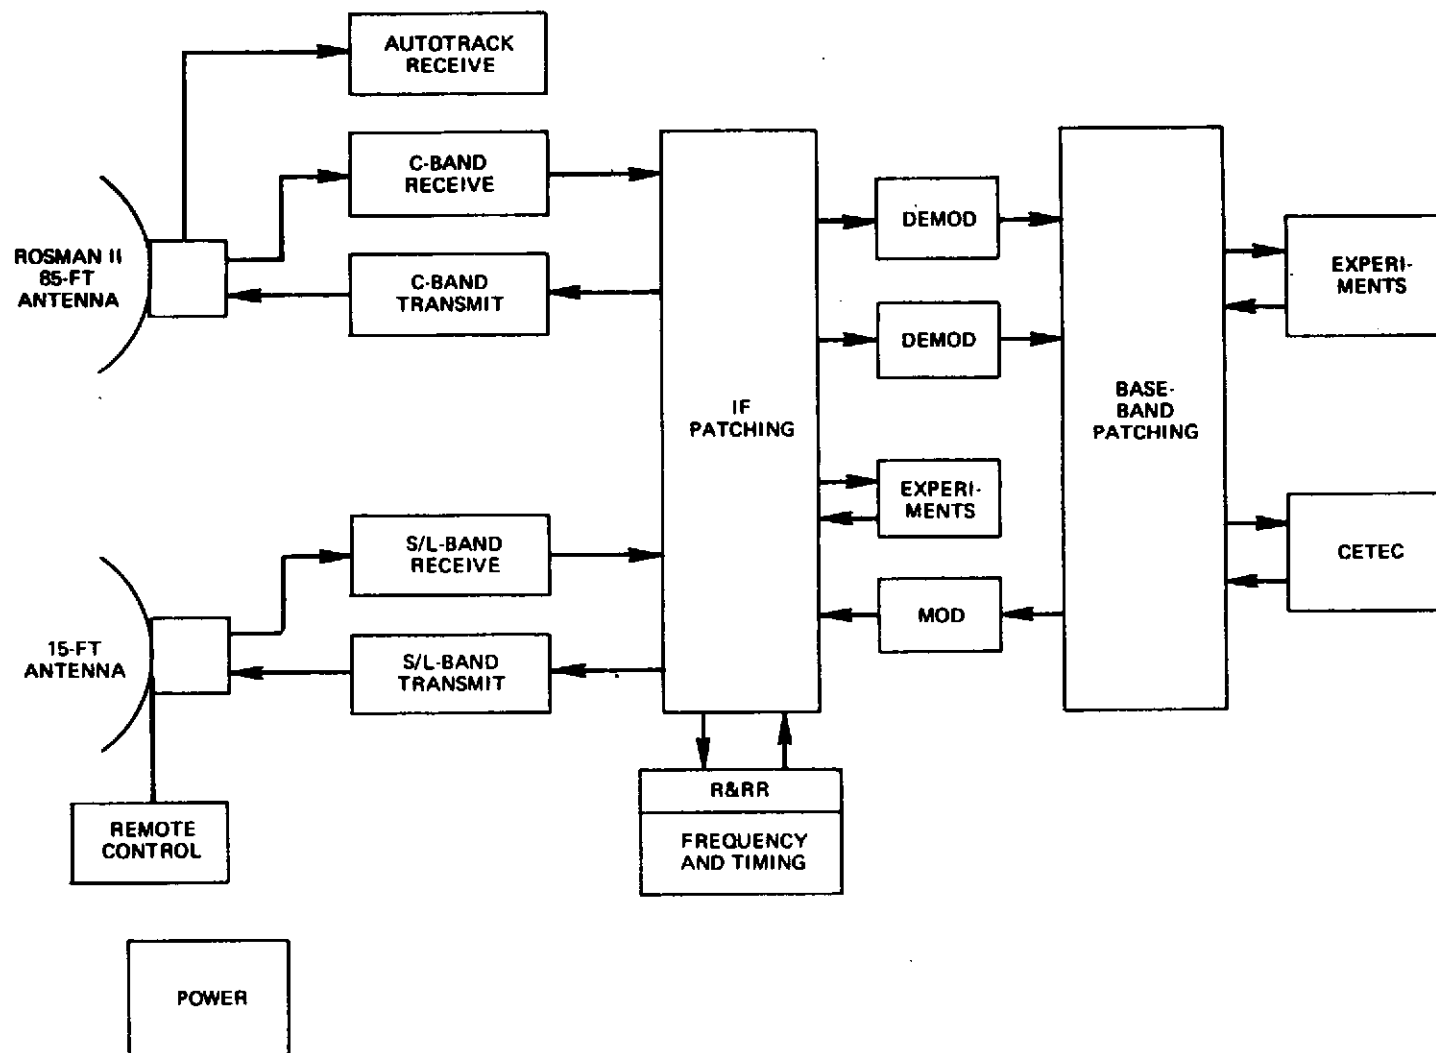 AUTOTRACK
RECEIVE
C-BAND
RECEIVE
ROSMAN II
85-FT
ANTENNA
C-BAND
TRANSMIT
DEMOD
DEMOD
EXPERI-
MENTS
IF
PATCHING
BASE-
BAND
PATCHING
EXPERI-
MENTS
S/L-BAND
RECEIVE
CETEC
MOD
15-FT
ANTENNA
S/L-BAND
TRANSMIT
R&RR
FREQUENCY
AND TIMING
REMOTE
CONTROL
POWER